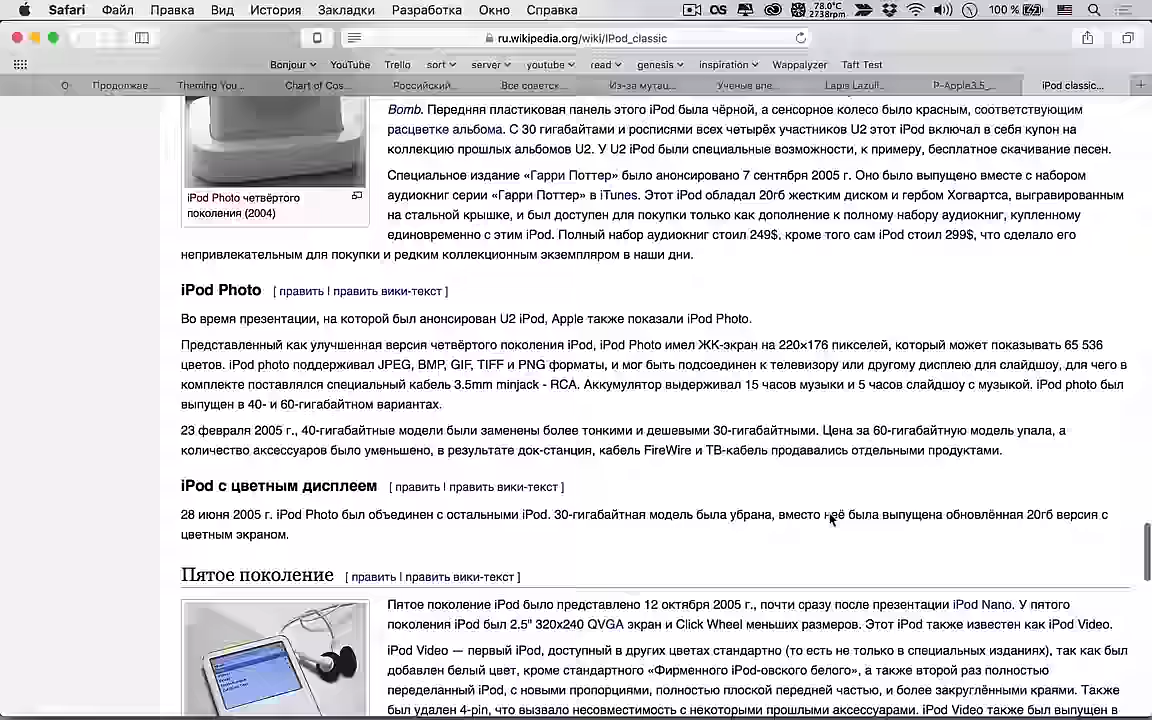 Safari Файл Правка Вид История Закладки Разработка Окно Справка OS 78.0°C 2738rpm 100 %
ru.wikipedia.org/wiki/IPod_classic
Bonjour YouTube Trello sort server youtube read genesis inspiration Wappalyzer Taft Test
О Продолжае... Theming You... Chart of Cos... Российский... Все советск... Из-за мутац... Ученые впе... Lapis Lazuli... P-Apple3.5_... iPod classic...
Bomb. Передняя пластиковая панель этого iPod была чёрной, а сенсорное колесо было красным, соответствующим
расцветке альбома. С 30 гигабайтами и росписями всех четырёх участников U2 этот iPod включал в себя купон на
коллекцию прошлых альбомов U2. У U2 iPod были специальные возможности, к примеру, бесплатное скачивание песен.
iPod Photo четвёртого
поколения (2004)
Специальное издание «Гарри Поттер» было анонсировано 7 сентября 2005 г. Оно было выпущено вместе с набором
аудиокниг серии «Гарри Поттер» в iTunes. Этот iPod обладал 20гб жестким диском и гербом Хогвартса, выгравированным
на стальной крышке, и был доступен для покупки только как дополнение к полному набору аудиокниг, купленному
единовременно с этим iPod. Полный набор аудиокниг стоил 249$, кроме того сам iPod стоил 299$, что сделало его
непривлекательным для покупки и редким коллекционным экземпляром в наши дни.
iPod Photo [ править | править вики-текст ]
Во время презентации, на которой был анонсирован U2 iPod, Apple также показали iPod Photo.
Представленный как улучшенная версия четвёртого поколения iPod, iPod Photo имел ЖК-экран на 220×176 пикселей, который может показывать 65 536
цветов. iPod photo поддерживал JPEG, BMP, GIF, TIFF и PNG форматы, и мог быть подсоединен к телевизору или другому дисплею для слайдшоу, для чего в
комплекте поставлялся специальный кабель 3.5mm minjack - RCA. Аккумулятор выдерживал 15 часов музыки и 5 часов слайдшоу с музыкой. iPod photo был
выпущен в 40- и 60-гигабайтном вариантах.
23 февраля 2005 г., 40-гигабайтные модели были заменены более тонкими и дешевыми 30-гигабайтными. Цена за 60-гигабайтную модель упала, а
количество аксессуаров было уменьшено, в результате док-станция, кабель FireWire и ТВ-кабель продавались отдельными продуктами.
iPod с цветным дисплеем [ править | править вики-текст ]
28 июня 2005 г. iPod Photo был объединен с остальными iPod. 30-гигабайтная модель была убрана, вместо неё была выпущена обновлённая 20гб версия с
цветным экраном.
Пятое поколение [ править | править вики-текст ]
Пятое поколение iPod было представлено 12 октября 2005 г., почти сразу после презентации iPod Nano. У пятого
поколения iPod был 2.5" 320x240 QVGA экран и Click Wheel меньших размеров. Этот iPod также известен как iPod Video.
iPod Video — первый iPod, доступный в других цветах стандартно (то есть не только в специальных изданиях), так как был
добавлен белый цвет, кроме стандартного «Фирменного iPod-овского белого», а также второй раз полностью
переделанный iPod, с новыми пропорциями, полностью плоской передней частью, и более закруглёнными краями. Также
был удален 4-pin, что вызвало несовместимость с некоторыми прошлыми аксессуарами. iPod Video также был выпущен в